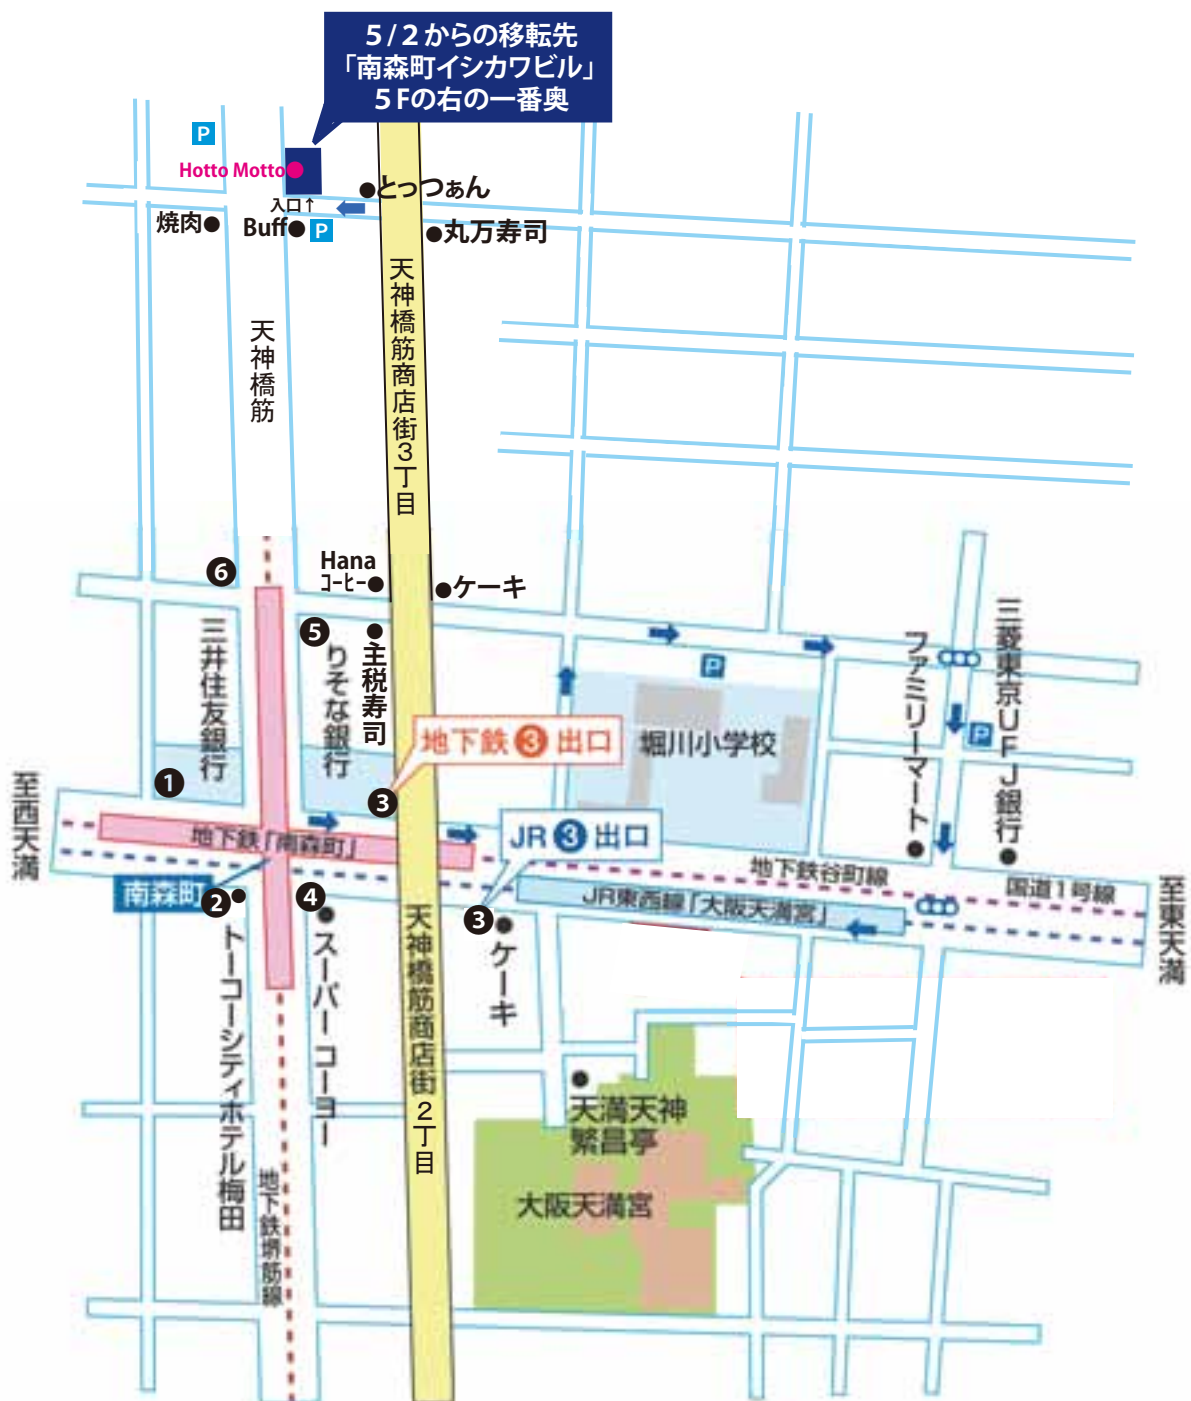 5/2からの移転先
「南森町イシカワビル」
5Fの右の一番奥
P
Hotto Motto
とっつぁん
入口↑
焼肉
Buff
P
丸万寿司
天神橋筋
天神橋筋商店街3丁目
Hana
コーヒー
ケーキ
6
5
三井住友銀行
りそな銀行
主税寿司
地下鉄3出口
P
堀川小学校
ファミリーマート
三菱東京UFJ銀行
P
至西天満
1
3
地下鉄「南森町」
JR3出口
地下鉄谷町線
国道1号線
至東天満
南森町
2
4
3
JR東西線「大阪天満宮」
トーコーシティホテル梅田
スーパーコーヨー
天神橋筋商店街2丁目
ケーキ
天満天神
繁昌亭
大阪天満宮
地下鉄堺筋線